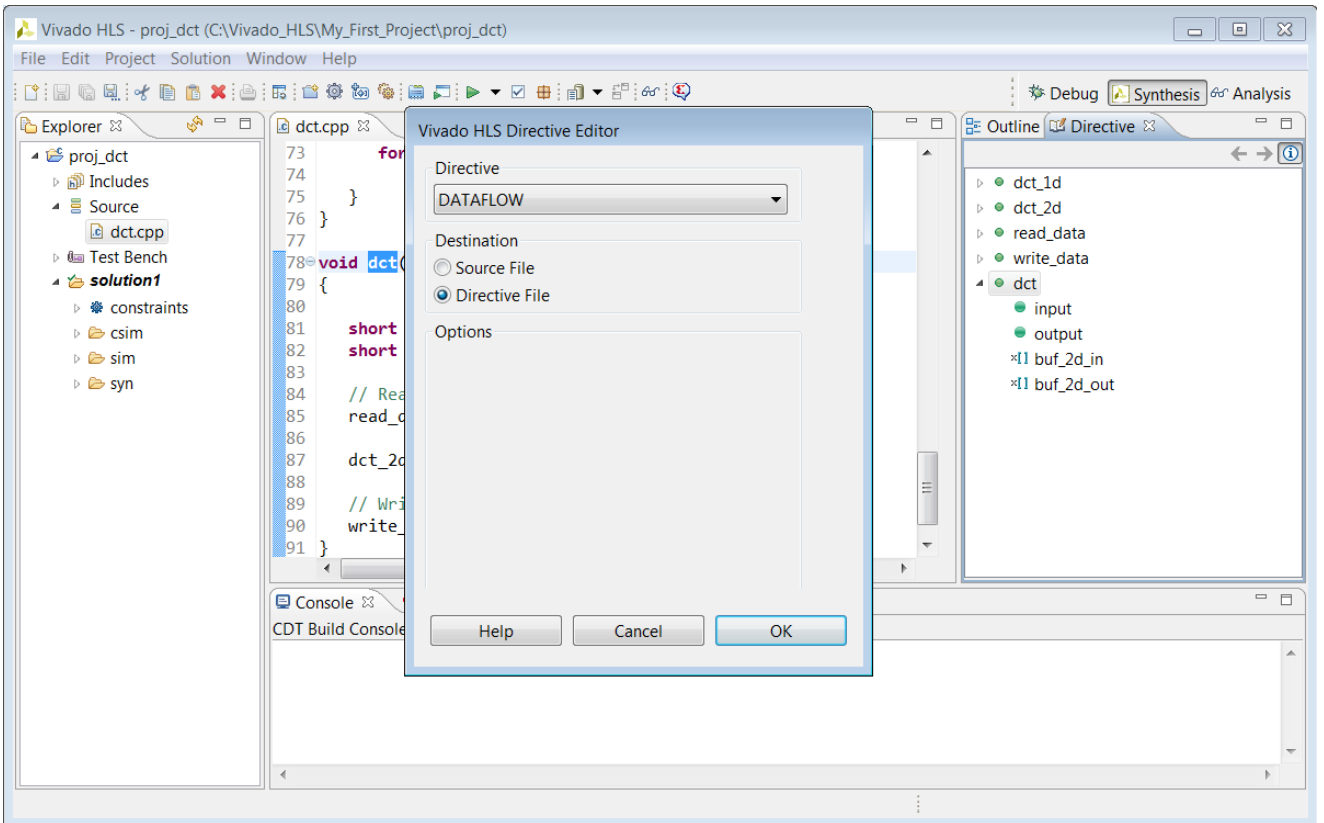 Vivado HLS - proj_dct (C:\Vivado_HLS\My_First_Project\proj_dct)
File Edit Project Solution Window Help
Debug Synthesis Analysis
Explorer
proj_dct
Includes
Source
dct.cpp
Test Bench
solution1
constraints
csim
sim
syn
dct.cpp
73 for
74
75 }
76 }
77
78 void dct(
79 {
80
81 short
82 short
83
84 // Rea
85 read_d
86
87 dct_2d
88
89 // Wri
90 write_
91 }
Vivado HLS Directive Editor
Directive
DATAFLOW
Destination
Source File
Directive File
Options
Help Cancel OK
Outline Directive
dct_1d
dct_2d
read_data
write_data
dct
input
output
×[] buf_2d_in
×[] buf_2d_out
Console
CDT Build Console